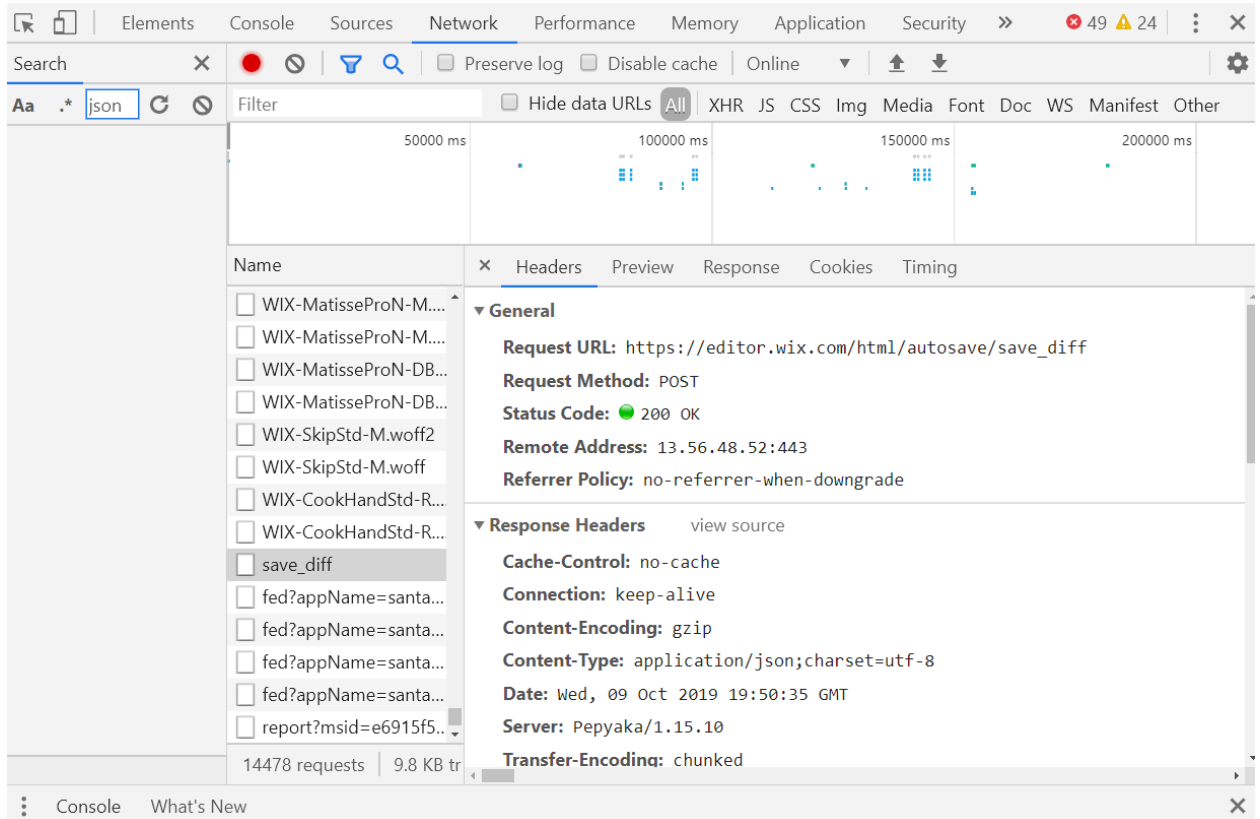 Elements Console Sources Network Performance Memory Application Security » 49 24
Search Preserve log Disable cache Online
Aa .* json Filter Hide data URLs All XHR JS CSS Img Media Font Doc WS Manifest Other
50000 ms 100000 ms 150000 ms 200000 ms
Name
WIX-MatisseProN-M....
WIX-MatisseProN-M....
WIX-MatisseProN-DB...
WIX-MatisseProN-DB...
WIX-SkipStd-M.woff2
WIX-SkipStd-M.woff
WIX-CookHandStd-R....
WIX-CookHandStd-R....
save_diff
fed?appName=santa...
fed?appName=santa...
fed?appName=santa...
fed?appName=santa...
report?msid=e6915f5...
14478 requests 9.8 KB tr
Headers Preview Response Cookies Timing
General
Request URL: https://editor.wix.com/html/autosave/save_diff
Request Method: POST
Status Code: 200 OK
Remote Address: 13.56.48.52:443
Referrer Policy: no-referrer-when-downgrade
Response Headers view source
Cache-Control: no-cache
Connection: keep-alive
Content-Encoding: gzip
Content-Type: application/json;charset=utf-8
Date: Wed, 09 Oct 2019 19:50:35 GMT
Server: Pepyaka/1.15.10
Transfer-Encoding: chunked
Console What's New